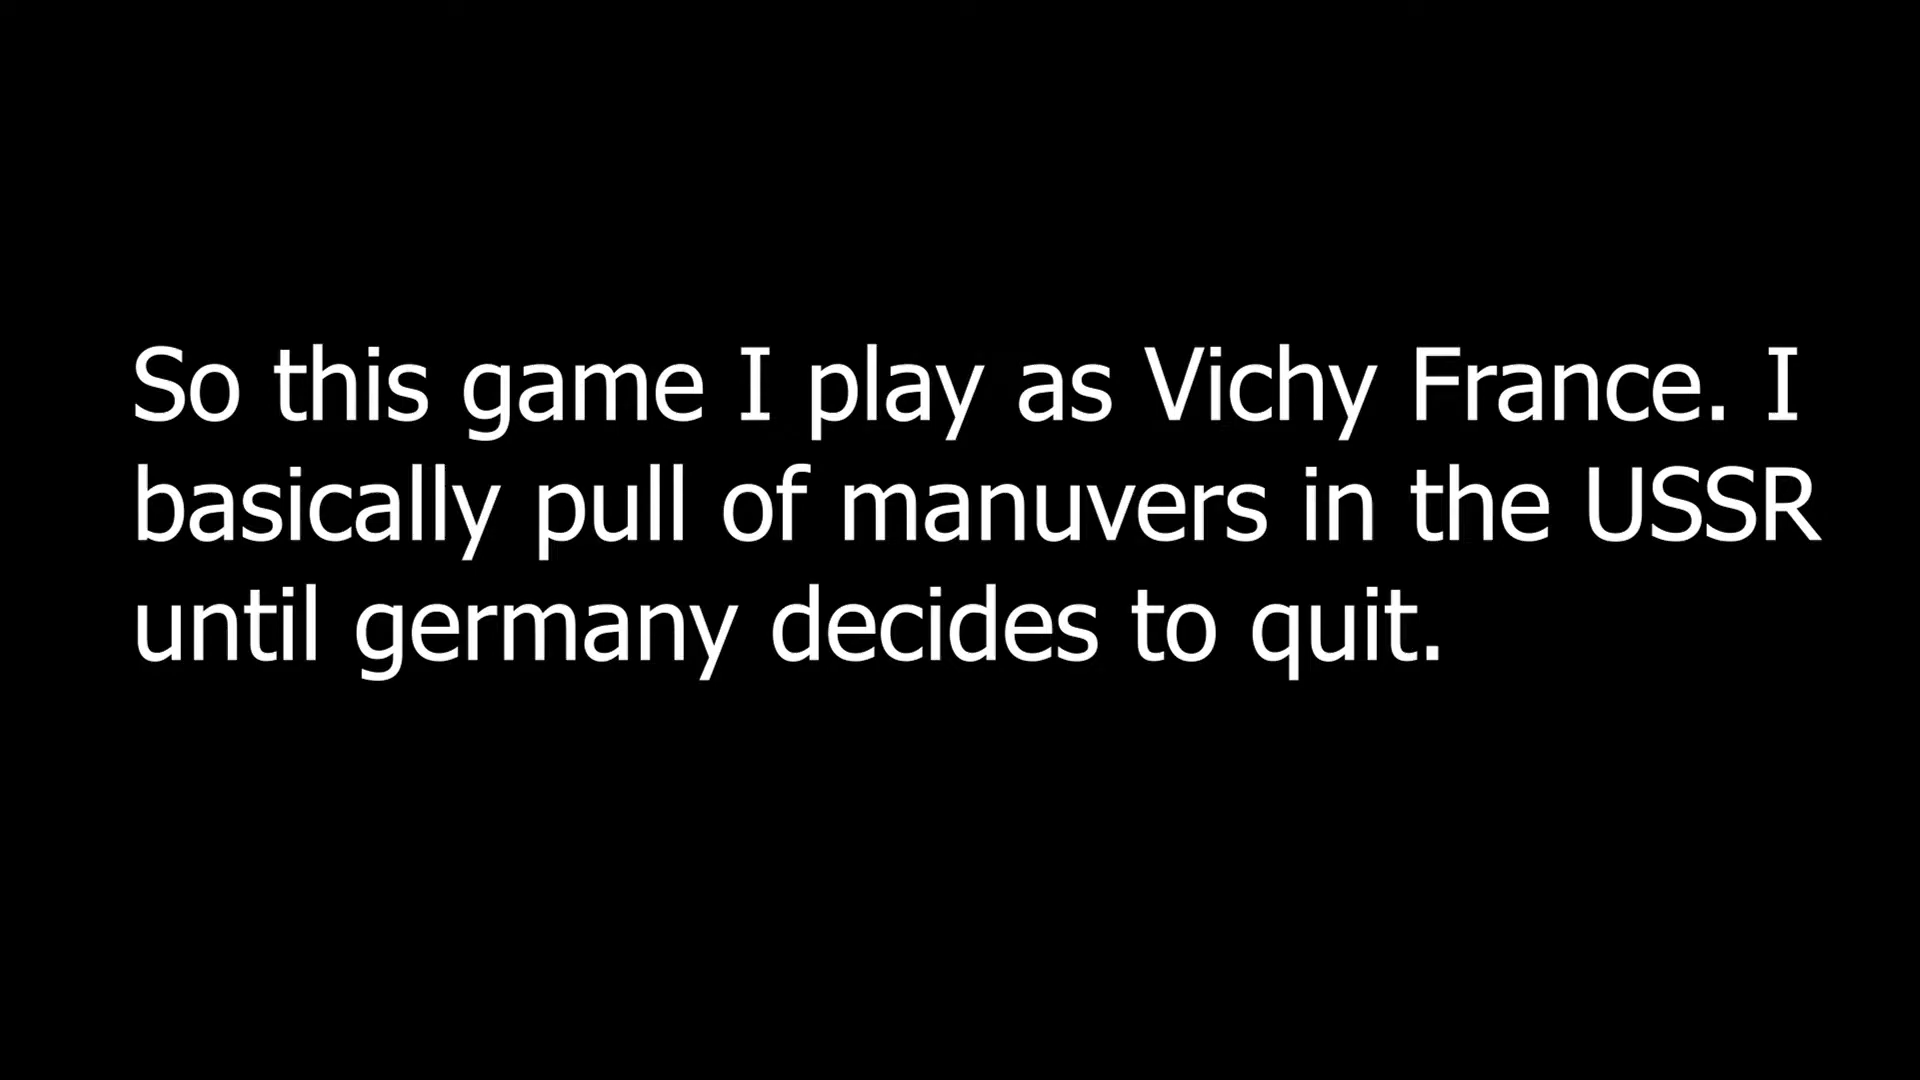 So this game I play as Vichy France. I
basically pull of manuvers in the USSR
until germany decides to quit.